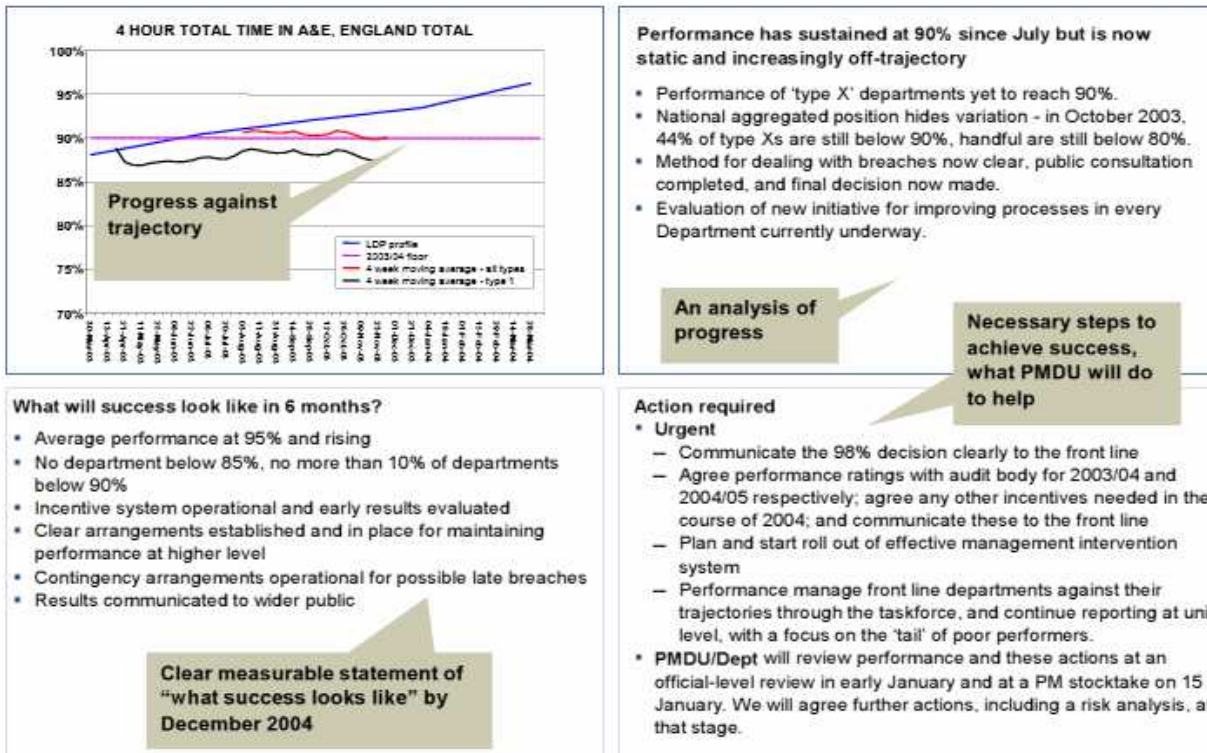 4 HOUR TOTAL TIME IN A&E, ENGLAND TOTAL
100%
95%
90%
85%
80%
75%
70%
Progress against
trajectory
LDP profile
2003/04 floor
4 week moving average - all types
4 week moving average - type 1
Performance has sustained at 90% since July but is now
static and increasingly off-trajectory
• Performance of ‘type X’ departments yet to reach 90%.
• National aggregated position hides variation - in October 2003,
44% of type Xs are still below 90%, handful are still below 80%.
• Method for dealing with breaches now clear, public consultation
completed, and final decision now made.
• Evaluation of new initiative for improving processes in every
Department currently underway.
An analysis of
progress
Necessary steps to
achieve success,
what PMDU will do
to help
What will success look like in 6 months?
• Average performance at 95% and rising
• No department below 85%, no more than 10% of departments
below 90%
• Incentive system operational and early results evaluated
• Clear arrangements established and in place for maintaining
performance at higher level
• Contingency arrangements operational for possible late breaches
• Results communicated to wider public
Clear measurable statement of
“what success looks like” by
December 2004
Action required
• Urgent
– Communicate the 98% decision clearly to the front line
– Agree performance ratings with audit body for 2003/04 and
2004/05 respectively; agree any other incentives needed in the
course of 2004; and communicate these to the front line
– Plan and start roll out of effective management intervention
system
– Performance manage front line departments against their
trajectories through the taskforce, and continue reporting at uni
level, with a focus on the ‘tail’ of poor performers.
• PMDU/Dept will review performance and these actions at an
official-level review in early January and at a PM stocktake on 15
January. We will agree further actions, including a risk analysis, a
that stage.